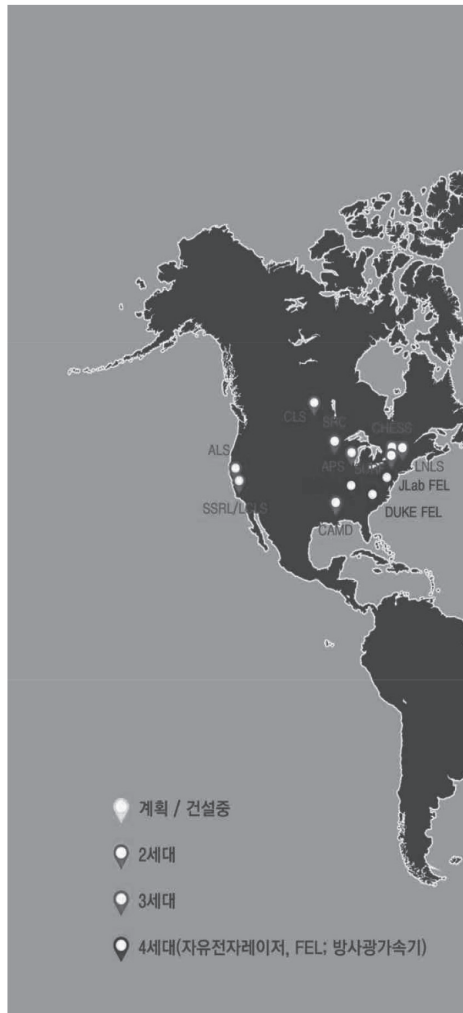 CLS
SRC
CHESS
ALS
APS
LNLS
SSRL/LCLS
JLab FEL
DUKE FEL
CAMD
계획 / 건설중
2세대
3세대
4세대(자유전자레이저, FEL; 방사광가속기)